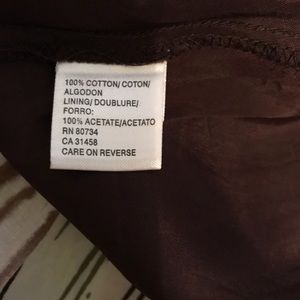 100% COTTON/ COTON/
ALGODON
LINING/ DOUBLURE/
FORRO:
100% ACETATE/ACETATO
RN 80734
CA 31458
CARE ON REVERSE